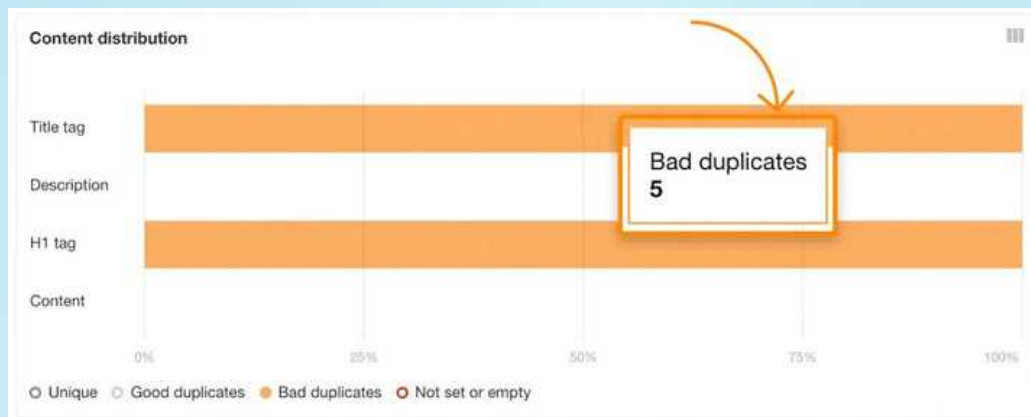 Content distribution
Title tag
Bad duplicates
5
Description
H1 tag
Content
0% 25% 50% 75% 100%
Unique Good duplicates Bad duplicates Not set or empty